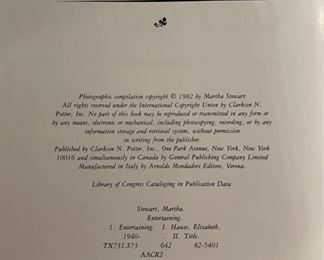 Photographic compilation copyright © 1982 by Martha Stewart
All rights reserved under the International Copyright Union by Clarkson N.
Potter, Inc. No part of this book may be reproduced or transmitted in any form or
by any means, electronic or mechanical, including photocopying, recording, or by any
information storage and retrieval system, without permission
in writing from the publisher.
Published by Clarkson N. Potter, Inc., One Park Avenue, New York, New York
10016 and simultaneously in Canada by General Publishing Company Limited
Manufactured in Italy by Arnoldo Mondadori Editore, Verona.
Library of Congress Cataloging in Publication Data
Stewart, Martha.
Entertaining.
1. Entertaining. I. Hawes, Elizabeth,
1940- . II. Title.
TX731.S73 642 82-5401
AACR2